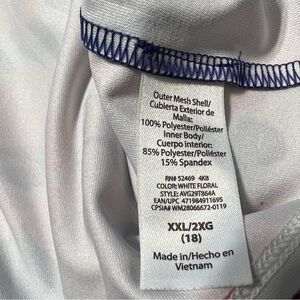 Outer Mesh Shell/
Cubierta Exterior de
Malla:
100% Polyester/Poliéster
Inner Body/
Cuerpo interior:
85% Polyester/Poliéster
15% Spandex
RN# 52469 4K8
COLOR: WHITE FLORAL
STYLE: AVG29T864A
EAN/UPC 471984911695
CPSIA# WM28066672-0119
XXL/2XG
(18)
Made in/Hecho en
Vietnam